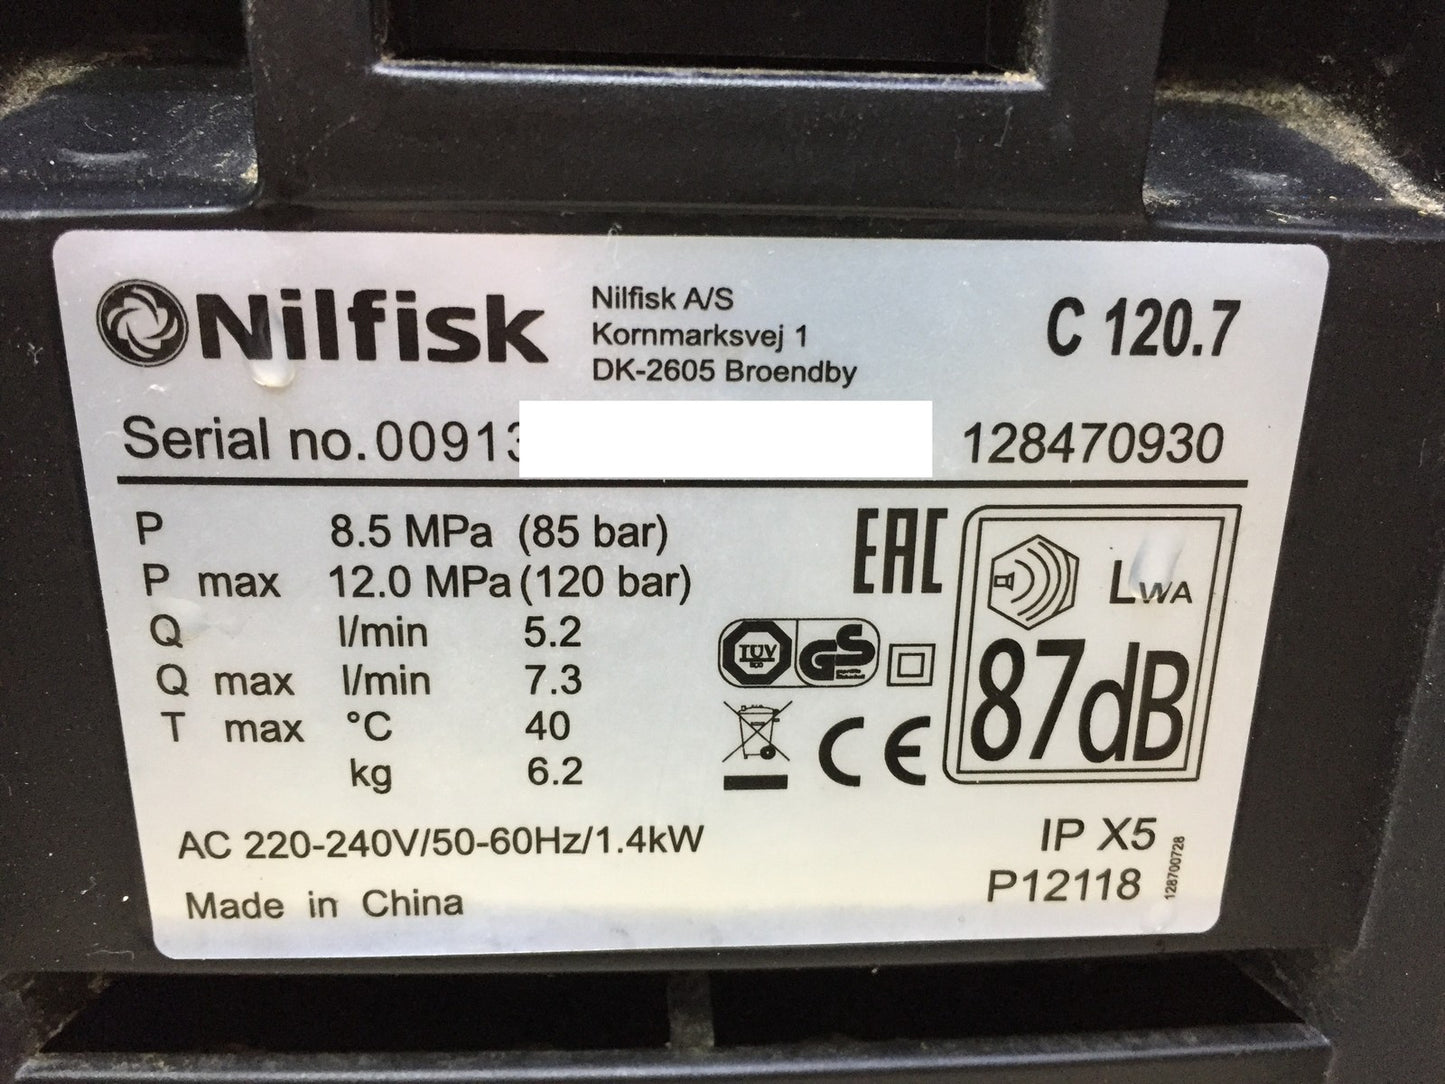 Nilfisk
Nilfisk A/S
Kornmarksvej 1
DK-2605 Broendby
C 120.7
Serial no. 00913
128470930
P 8.5 MPa (85 bar)
P max 12.0 MPa (120 bar)
Q l/min 5.2
Q max l/min 7.3
T max °C 40
kg 6.2
EAC
TÜV
GS
CE
LWA
87dB
AC 220-240V/50-60Hz/1.4kW
IP X5
Made in China
P12118
128700728